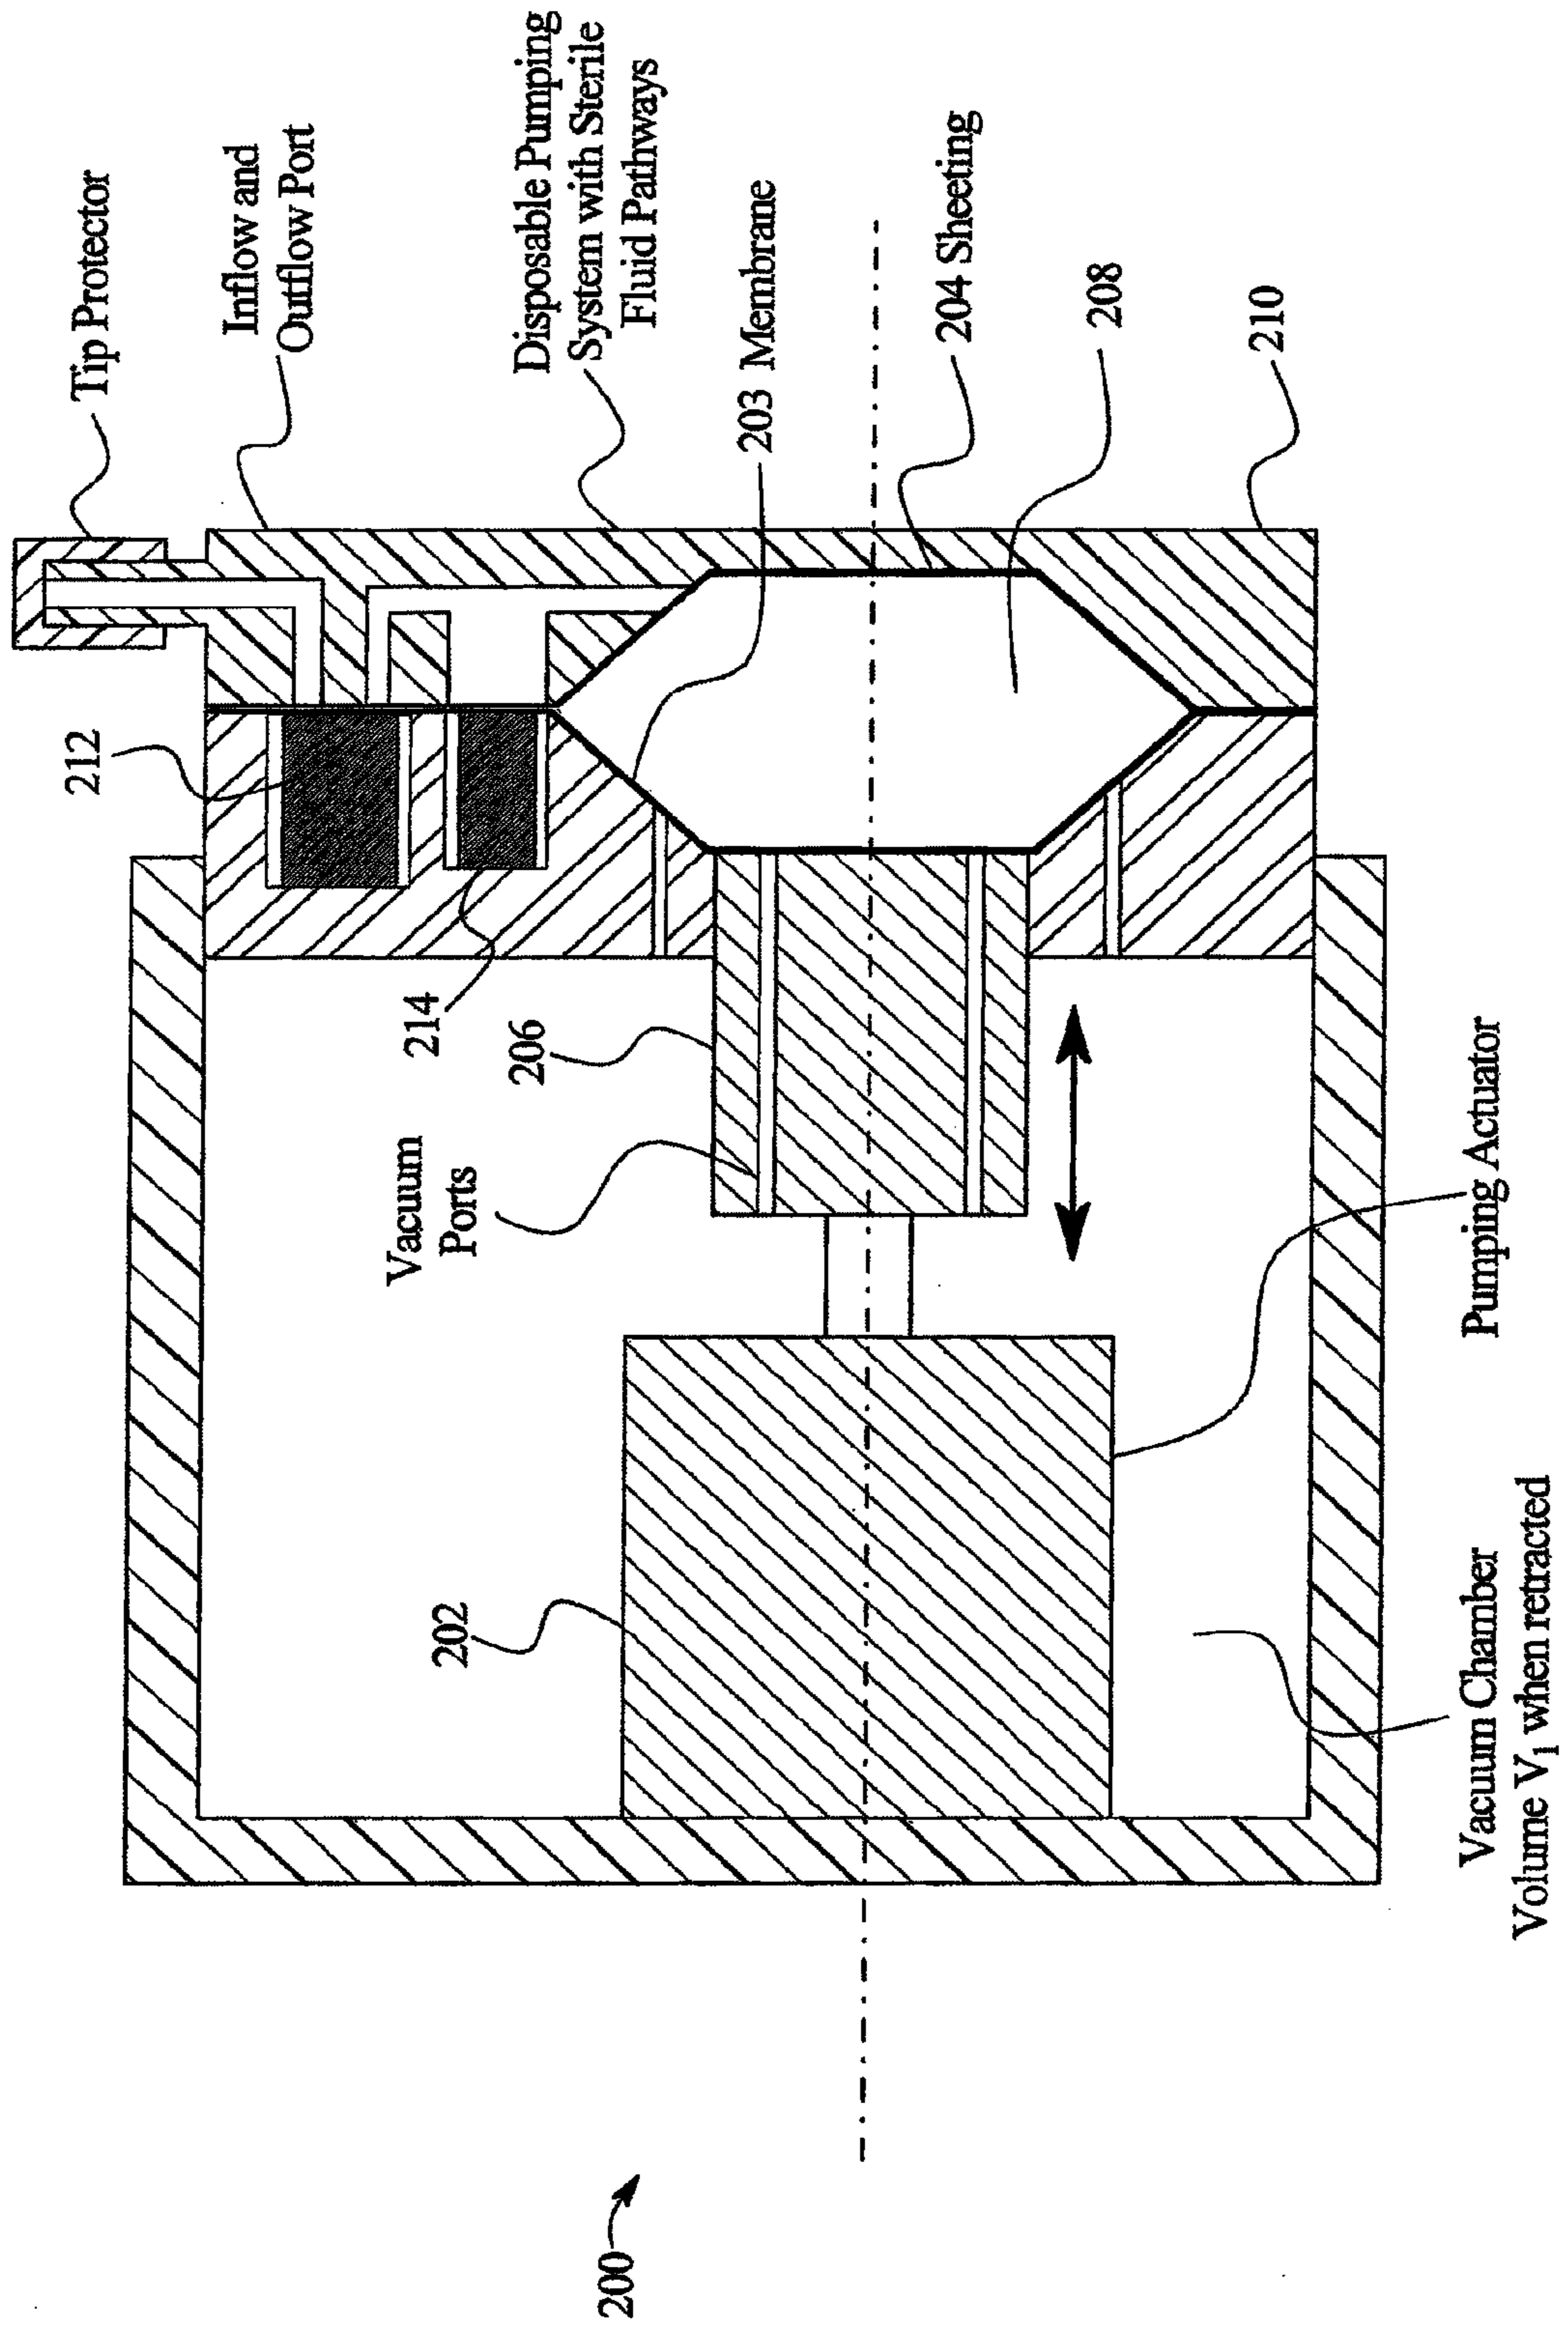 Tip Protector
Inflow and
Outflow Port
Disposable Pumping
System with Sterile
Fluid Pathways
203 Membrane
204 Sheeting
208
210
212
214
206
Vacuum
Ports
202
Pumping Actuator
Vacuum Chamber
Volume V₁ when retracted
200